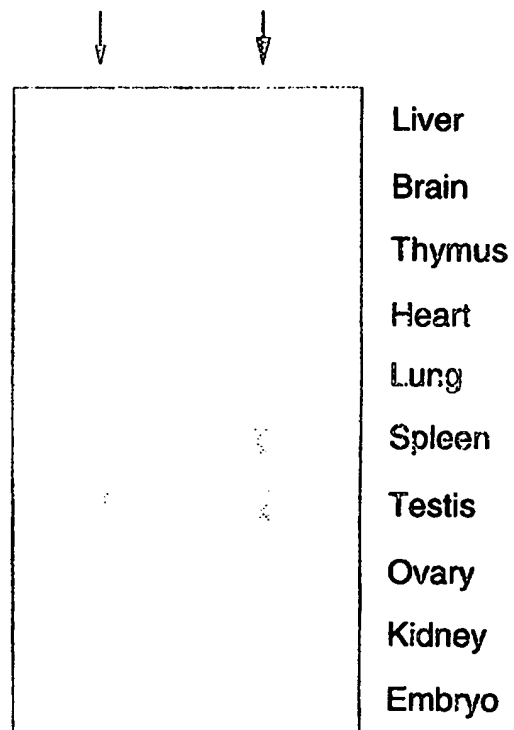 Liver
Brain
Thymus
Heart
Lung
Spleen
Testis
Ovary
Kidney
Embryo